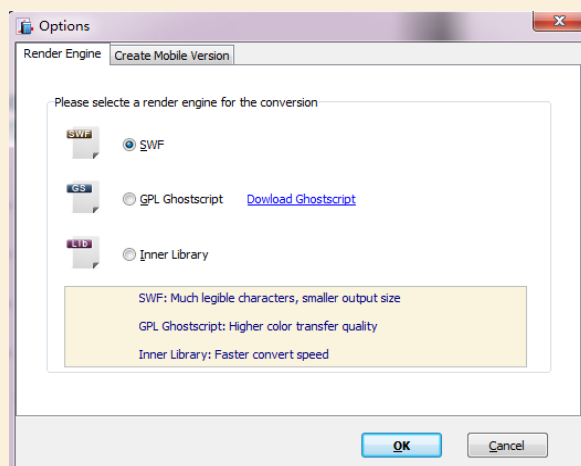 Options
Render Engine Create Mobile Version
Please selecte a render engine for the conversion
SWF
SWF
GS
GPL Ghostscript Dowload Ghostscript
Lib
Inner Library
SWF: Much legible characters, smaller output size
GPL Ghostscript: Higher color transfer quality
Inner Library: Faster convert speed
OK Cancel